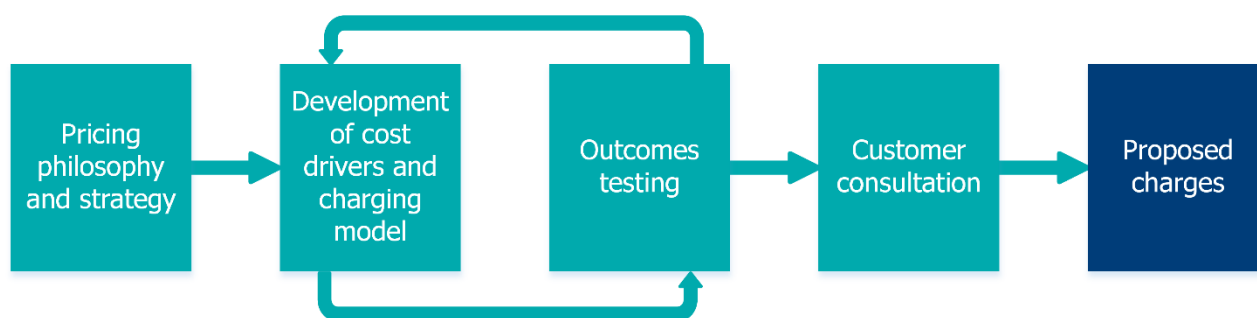 Pricing
philosophy
and strategy
Development
of cost
drivers and
charging
model
Outcomes
testing
Customer
consultation
Proposed
charges